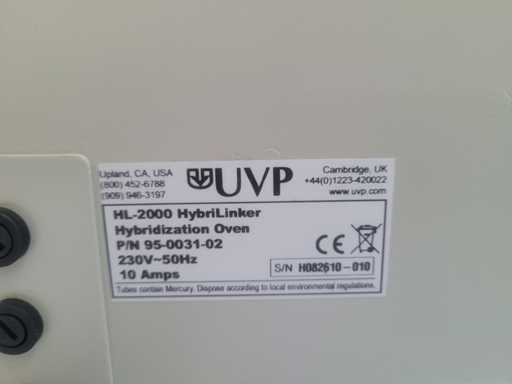 Upland, CA, USA
(800) 452-6788
(909) 946-3197
UVP
Cambridge, UK
+44(0)1223-420022
www.uvp.com
HL-2000 HybriLinker
Hybridization Oven
P/N 95-0031-02
230V~50Hz
10 Amps
CE
S/N H082610-010
Tubes contain Mercury. Dispose according to local environmental regulations.